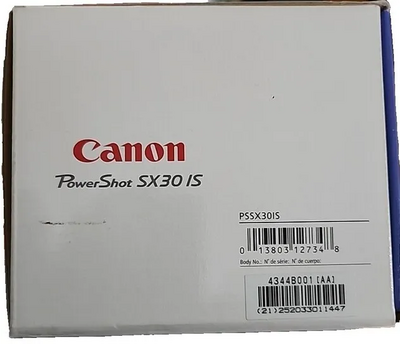 Canon
PowerShot SX30 IS
PSSX30IS
0 13803 12734 8
Body No.: N° de série: N° de cuerpo:
4344B001 [AA]
(21)252033011447